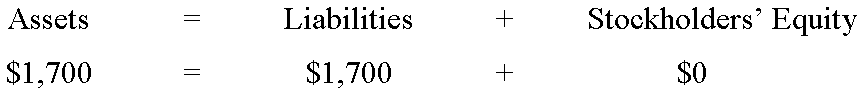 Assets = Liabilities + Stockholders’ Equity
$1,700 = $1,700 + $0